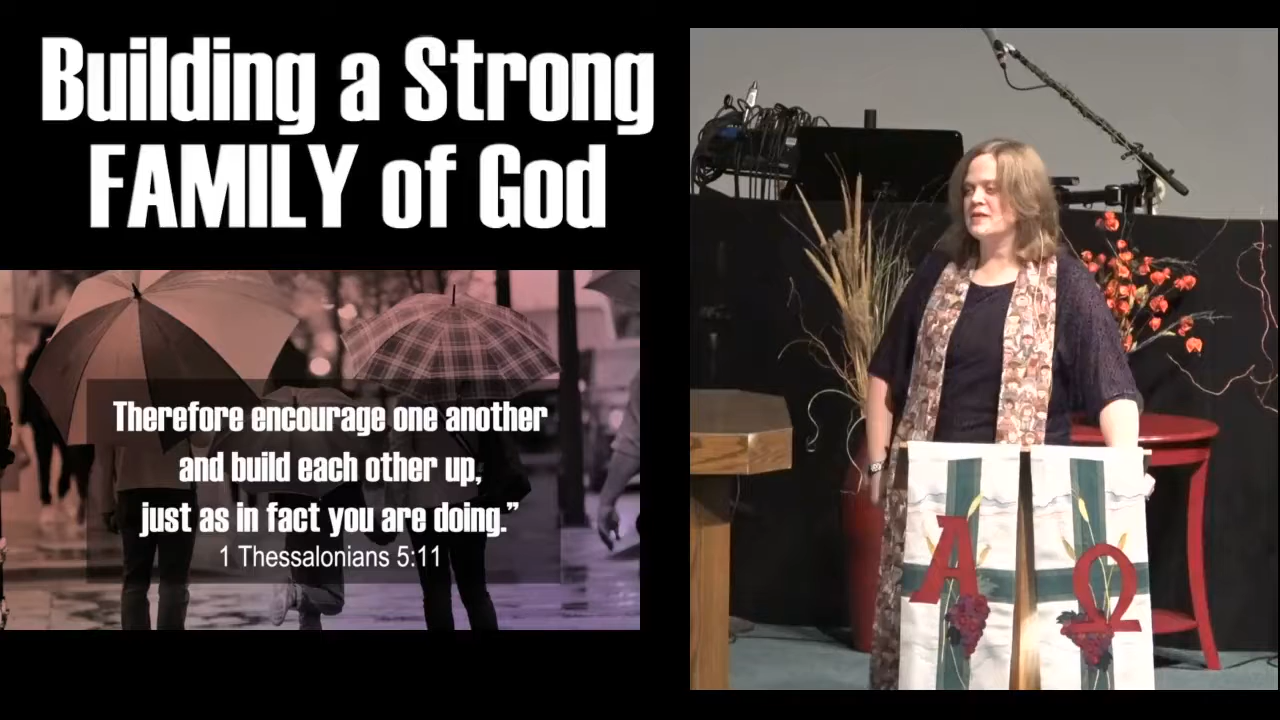 Building a Strong
FAMILY of God
Therefore encourage one another
and build each other up,
just as in fact you are doing.”
1 Thessalonians 5:11
Α
Ω